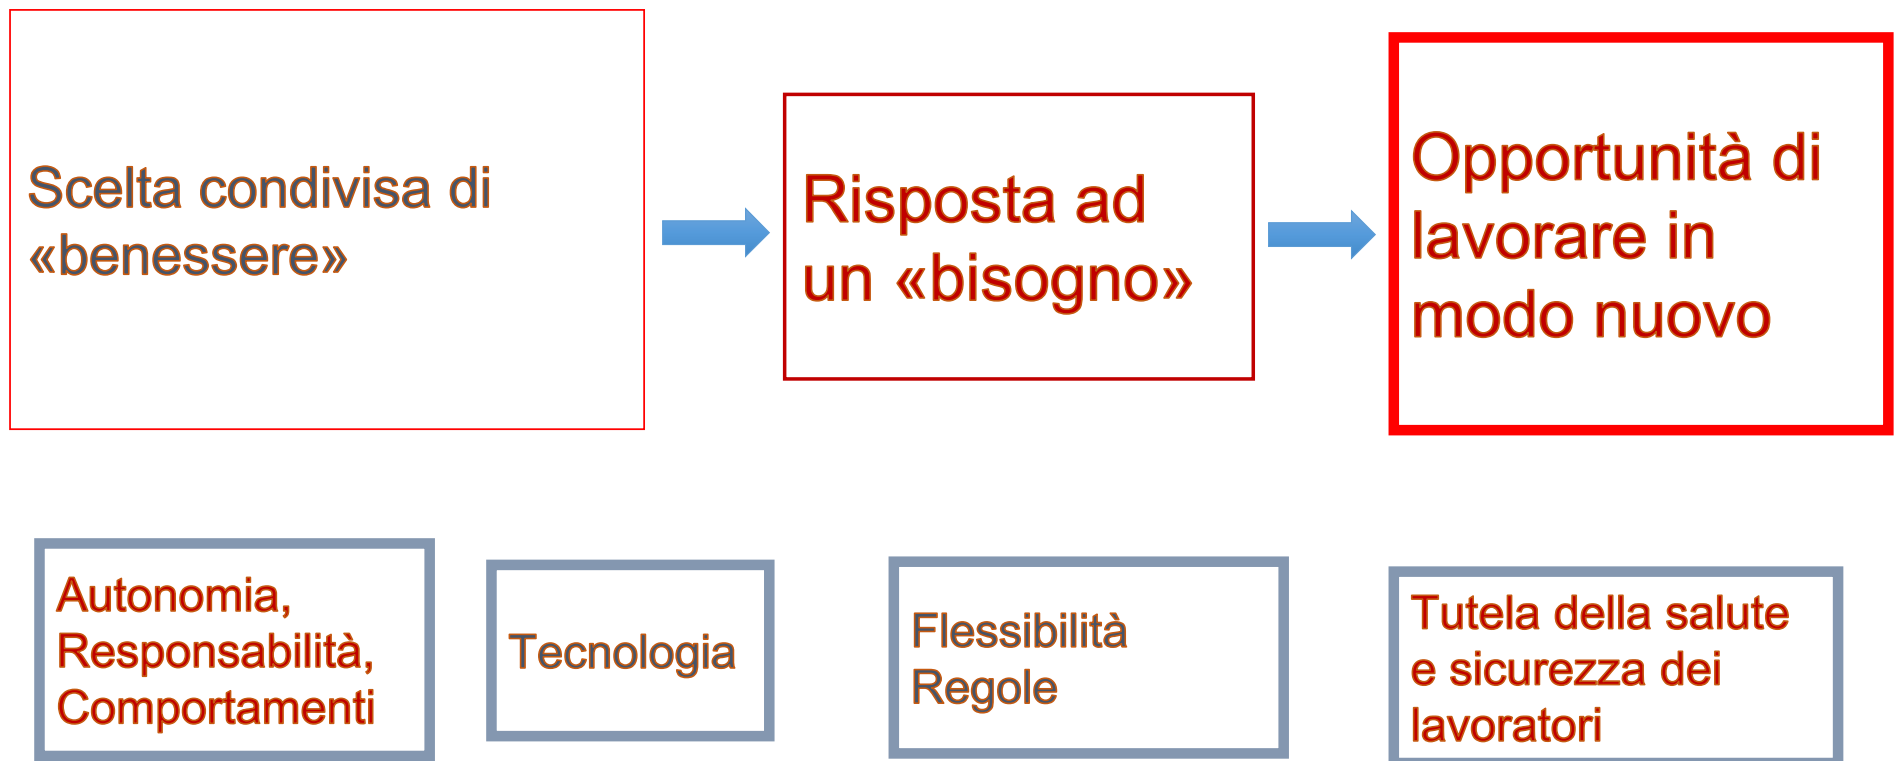 Scelta condivisa di
«benessere»
Risposta ad
un «bisogno»
Opportunità di
lavorare in
modo nuovo
Autonomia,
Responsabilità,
Comportamenti
Tecnologia
Flessibilità
Regole
Tutela della salute
e sicurezza dei
lavoratori